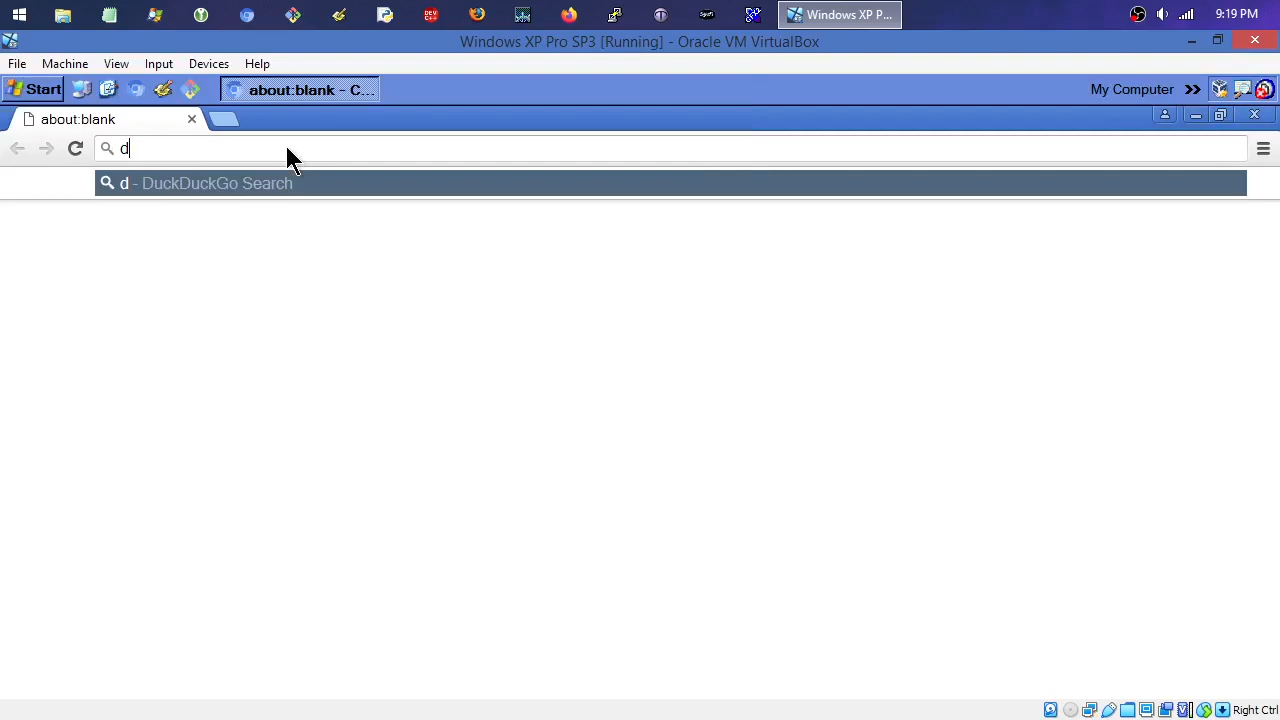 Windows XP P...
9:19 PM
Windows XP Pro SP3 [Running] - Oracle VM VirtualBox
File Machine View Input Devices Help
Start about:blank - C... My Computer »
about:blank
d
d - DuckDuckGo Search
Right Ctrl